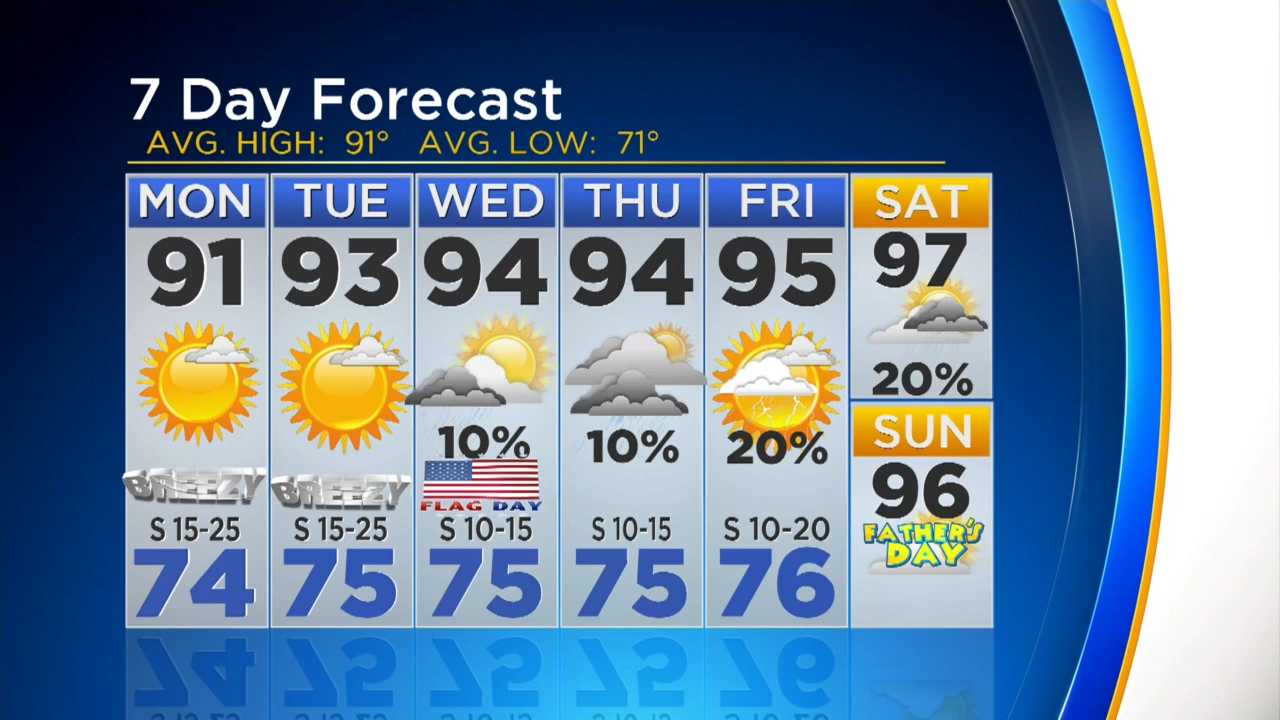 7 Day Forecast
AVG. HIGH: 91° AVG. LOW: 71°
MON
91
BREEZY
S 15-25
74
TUE
93
BREEZY
S 15-25
75
WED
94
10%
FLAG DAY
S 10-15
75
THU
94
10%
S 10-15
75
FRI
95
20%
S 10-20
76
SAT
97
20%
SUN
96
FATHER'S
DAY